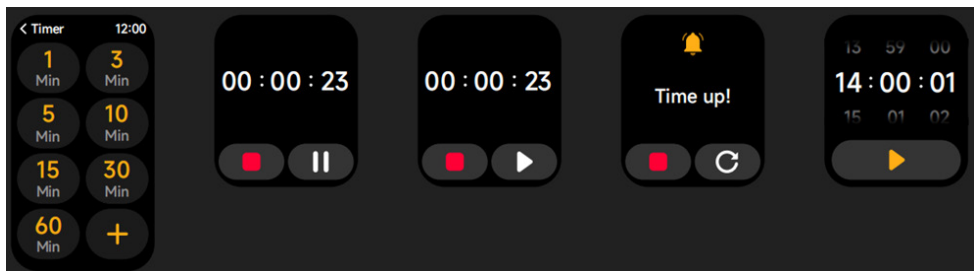 < Timer 12:00
1 Min 3 Min
5 Min 10 Min
15 Min 30 Min
60 Min +
00 : 00 : 23
00 : 00 : 23
Time up!
13 59 00
14 : 00 : 01
15 01 02